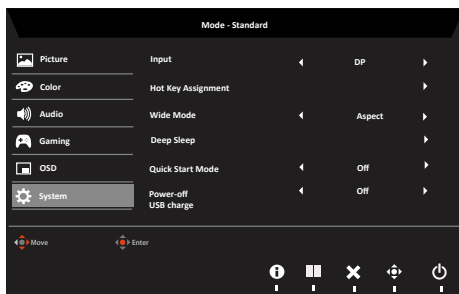 Mode - Standard
Picture
Input
DP
Color
Hot Key Assignment
Audio
Wide Mode
Aspect
Gaming
Deep Sleep
OSD
Quick Start Mode
Off
System
Power-off
USB charge
Off
Move
Enter